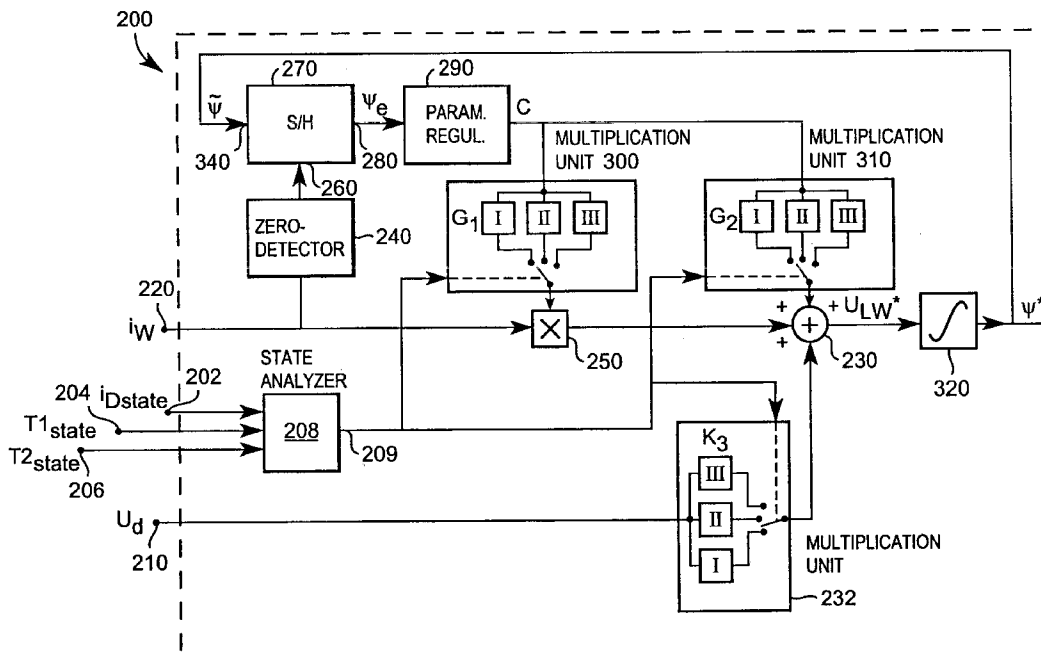 200
270
290
ψ̃
S/H
ψe
PARAM.
REGUL.
C
340
260
280
MULTIPLICATION
UNIT 300
MULTIPLICATION
UNIT 310
ZERO-
DETECTOR
240
G1
I
II
III
G2
I
II
III
220
iW
×
250
+
+
+
+
ULW*
230
∫
320
ψ*
STATE
ANALYZER
202
204
iDstate
T1state
T2state
206
208
209
K3
III
II
I
Ud
210
MULTIPLICATION
UNIT
232